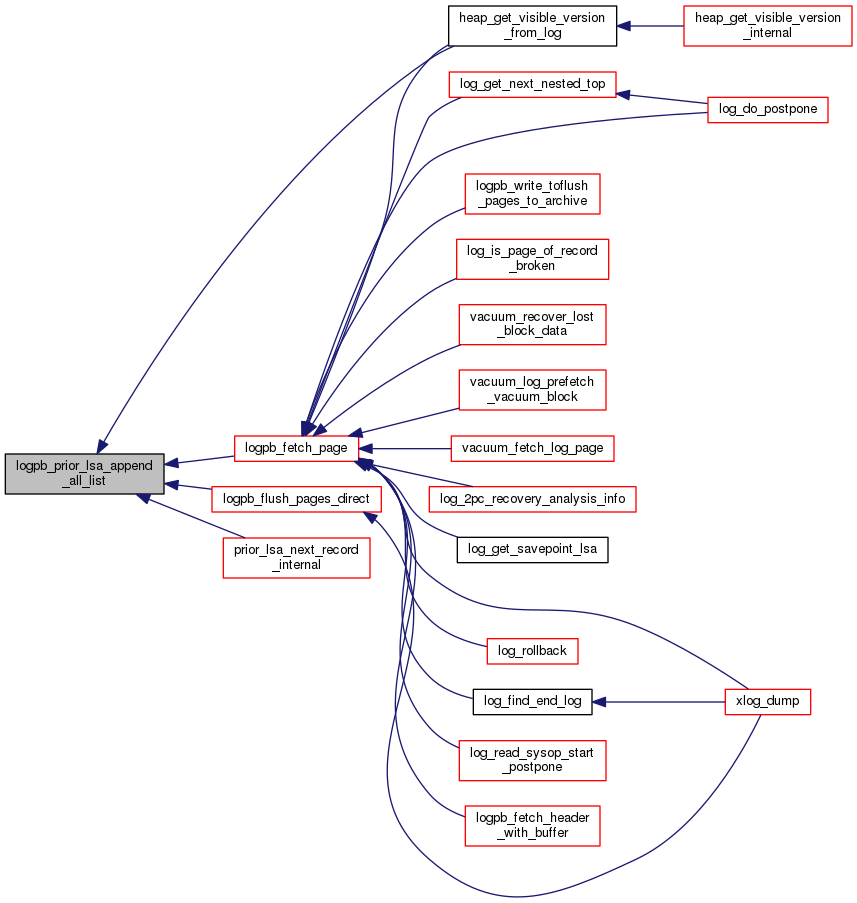 heap_get_visible_version
_from_log
heap_get_visible_version
_internal
log_get_next_nested_top
log_do_postpone
logpb_write_toflush
_pages_to_archive
log_is_page_of_record
_broken
vacuum_recover_lost
_block_data
vacuum_log_prefetch
_vacuum_block
logpb_fetch_page
vacuum_fetch_log_page
logpb_prior_lsa_append
_all_list
logpb_flush_pages_direct
log_2pc_recovery_analysis_info
prior_lsa_next_record
_internal
log_get_savepoint_lsa
log_rollback
log_find_end_log
xlog_dump
log_read_sysop_start
_postpone
logpb_fetch_header
_with_buffer